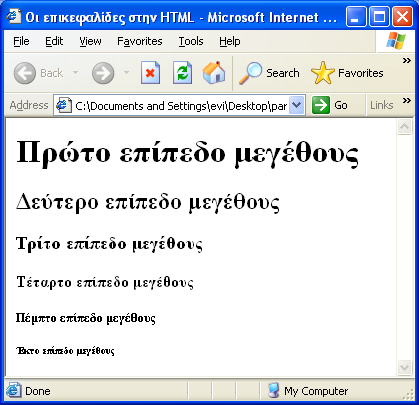 Οι επικεφαλίδες στην HTML - Microsoft Internet ...
File Edit View Favorites Tools Help »
Back Search Favorites »
Address C:\Documents and Settings\evi\Desktop\par Go Links »
Πρώτο επίπεδο μεγέθους
Δεύτερο επίπεδο μεγέθους
Τρίτο επίπεδο μεγέθους
Τέταρτο επίπεδο μεγέθους
Πέμπτο επίπεδο μεγέθους
Έκτο επίπεδο μεγέθους
Done My Computer